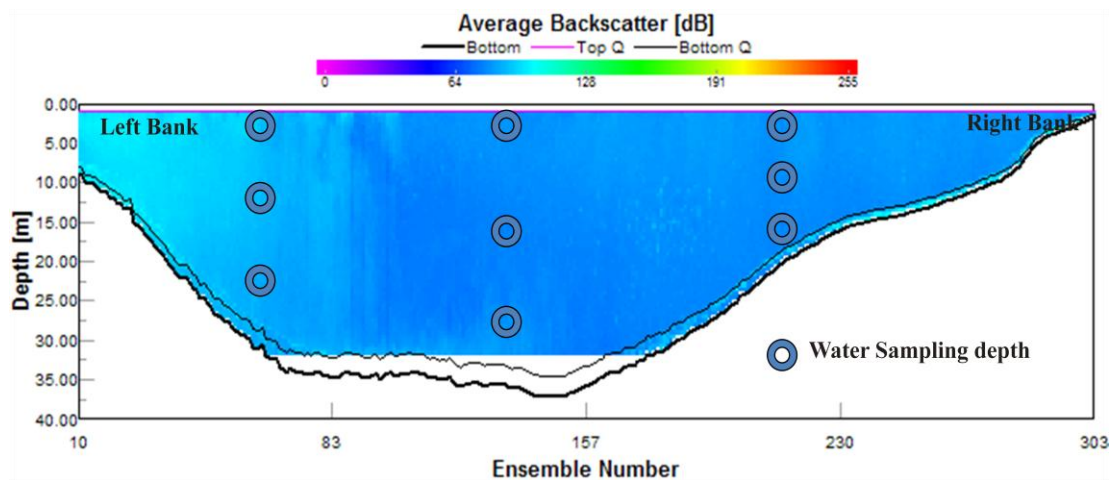 Average Backscatter [dB]
Bottom Top Q Bottom Q
0 64 128 191 255
Left Bank
Right Bank
Depth [m]
0.00
5.00
10.00
15.00
20.00
25.00
30.00
35.00
40.00
Water Sampling depth
10 83 157 230 303
Ensemble Number